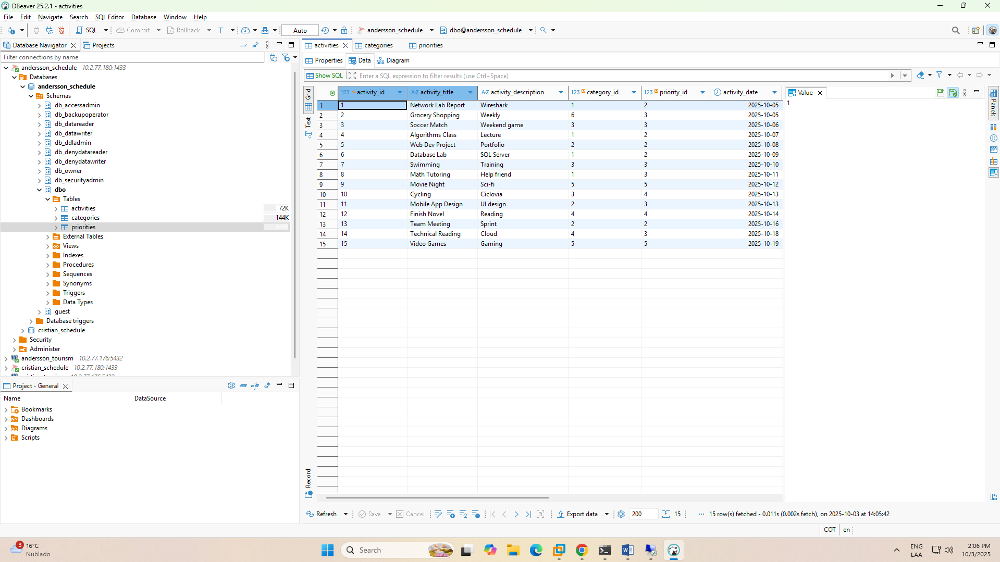 DBeaver 25.2.1 - activities
File Edit Navigate Search SQL Editor Database Window Help
SQL Commit Rollback T Auto andersson_schedule dbo@andersson_schedule
Database Navigator Projects
Filter connections by name
andersson_schedule 10.2.77.180:1433
Databases
andersson_schedule
Schemas
db_accessadmin
db_backupoperator
db_datareader
db_datawriter
db_ddladmin
db_denydatareader
db_denydatawriter
db_owner
db_securityadmin
dbo
Tables
activities 72K
categories 144K
priorities 144K
External Tables
Views
Indexes
Procedures
Sequences
Synonyms
Triggers
Data Types
guest
Database triggers
cristian_schedule
Security
Administer
andersson_tourism 10.2.77.176:5432
cristian_schedule 10.2.77.180:1433
Project - General
Name DataSource
Bookmarks
Dashboards
Diagrams
Scripts
activities categories priorities
Properties Data Diagram
Show SQL Enter a SQL expression to filter results (use Ctrl+Space)
Grid
Text
Record
123 activity_id A-Z activity_title A-Z activity_description 123 category_id 123 priority_id activity_date
1 1 Network Lab Report Wireshark 1 2 2025-10-05
2 2 Grocery Shopping Weekly 6 3 2025-10-05
3 3 Soccer Match Weekend game 3 3 2025-10-06
4 4 Algorithms Class Lecture 1 2 2025-10-07
5 5 Web Dev Project Portfolio 2 2 2025-10-08
6 6 Database Lab SQL Server 1 2 2025-10-09
7 7 Swimming Training 3 3 2025-10-10
8 8 Math Tutoring Help friend 1 3 2025-10-11
9 9 Movie Night Sci-fi 5 5 2025-10-12
10 10 Cycling Ciclovia 3 4 2025-10-13
11 11 Mobile App Design UI design 2 3 2025-10-13
12 12 Finish Novel Reading 4 4 2025-10-14
13 13 Team Meeting Sprint 2 2 2025-10-16
14 14 Technical Reading Cloud 4 3 2025-10-18
15 15 Video Games Gaming 5 5 2025-10-19
Value
1
Panels
Refresh Save Cancel Export data 200 15 15 row(s) fetched - 0.011s (0.002s fetch), on 2025-10-03 at 14:05:42
COT en
3
16°C
Nublado
Search
ENG
LAA
2:06 PM
10/3/2025